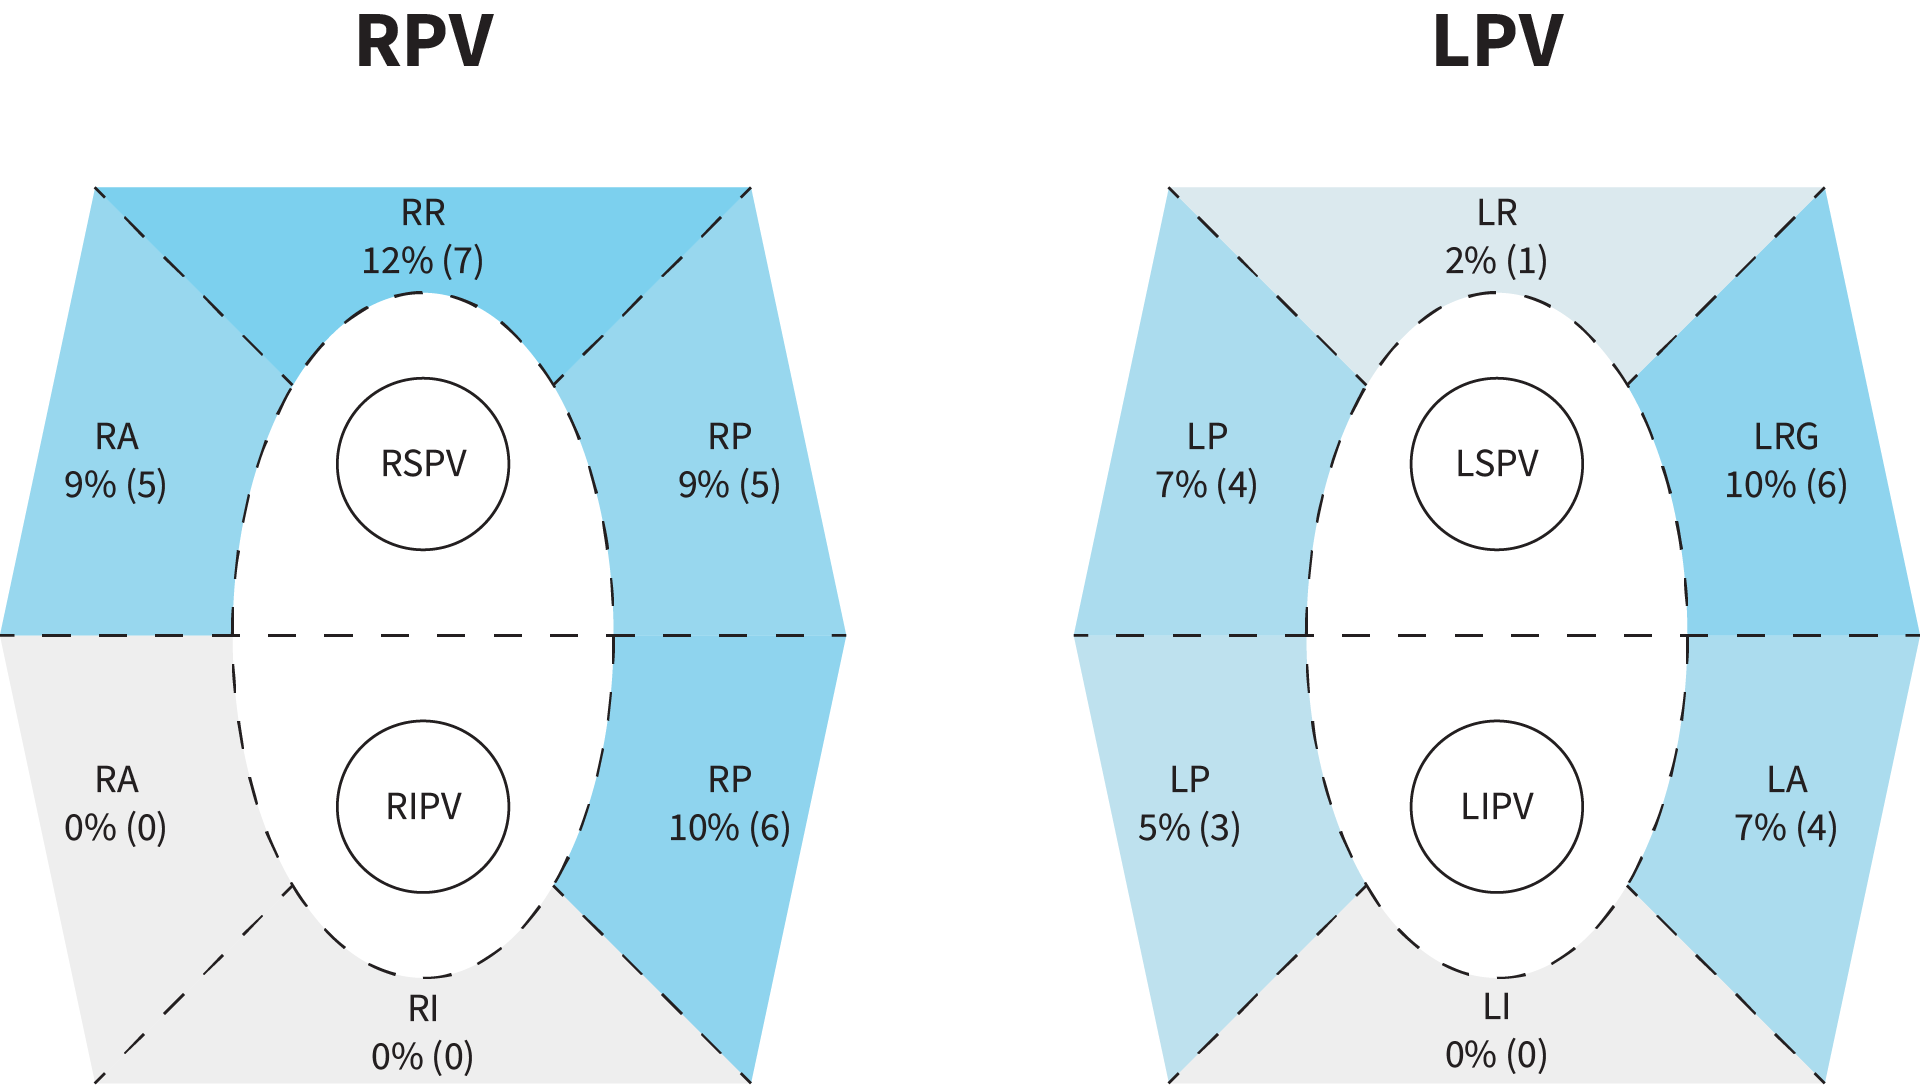 RPV
RR
12% (7)
RA
9% (5)
RSPV
RP
9% (5)
RA
0% (0)
RIPV
RP
10% (6)
RI
0% (0)
LPV
LR
2% (1)
LP
7% (4)
LSPV
LRG
10% (6)
LP
5% (3)
LIPV
LA
7% (4)
LI
0% (0)